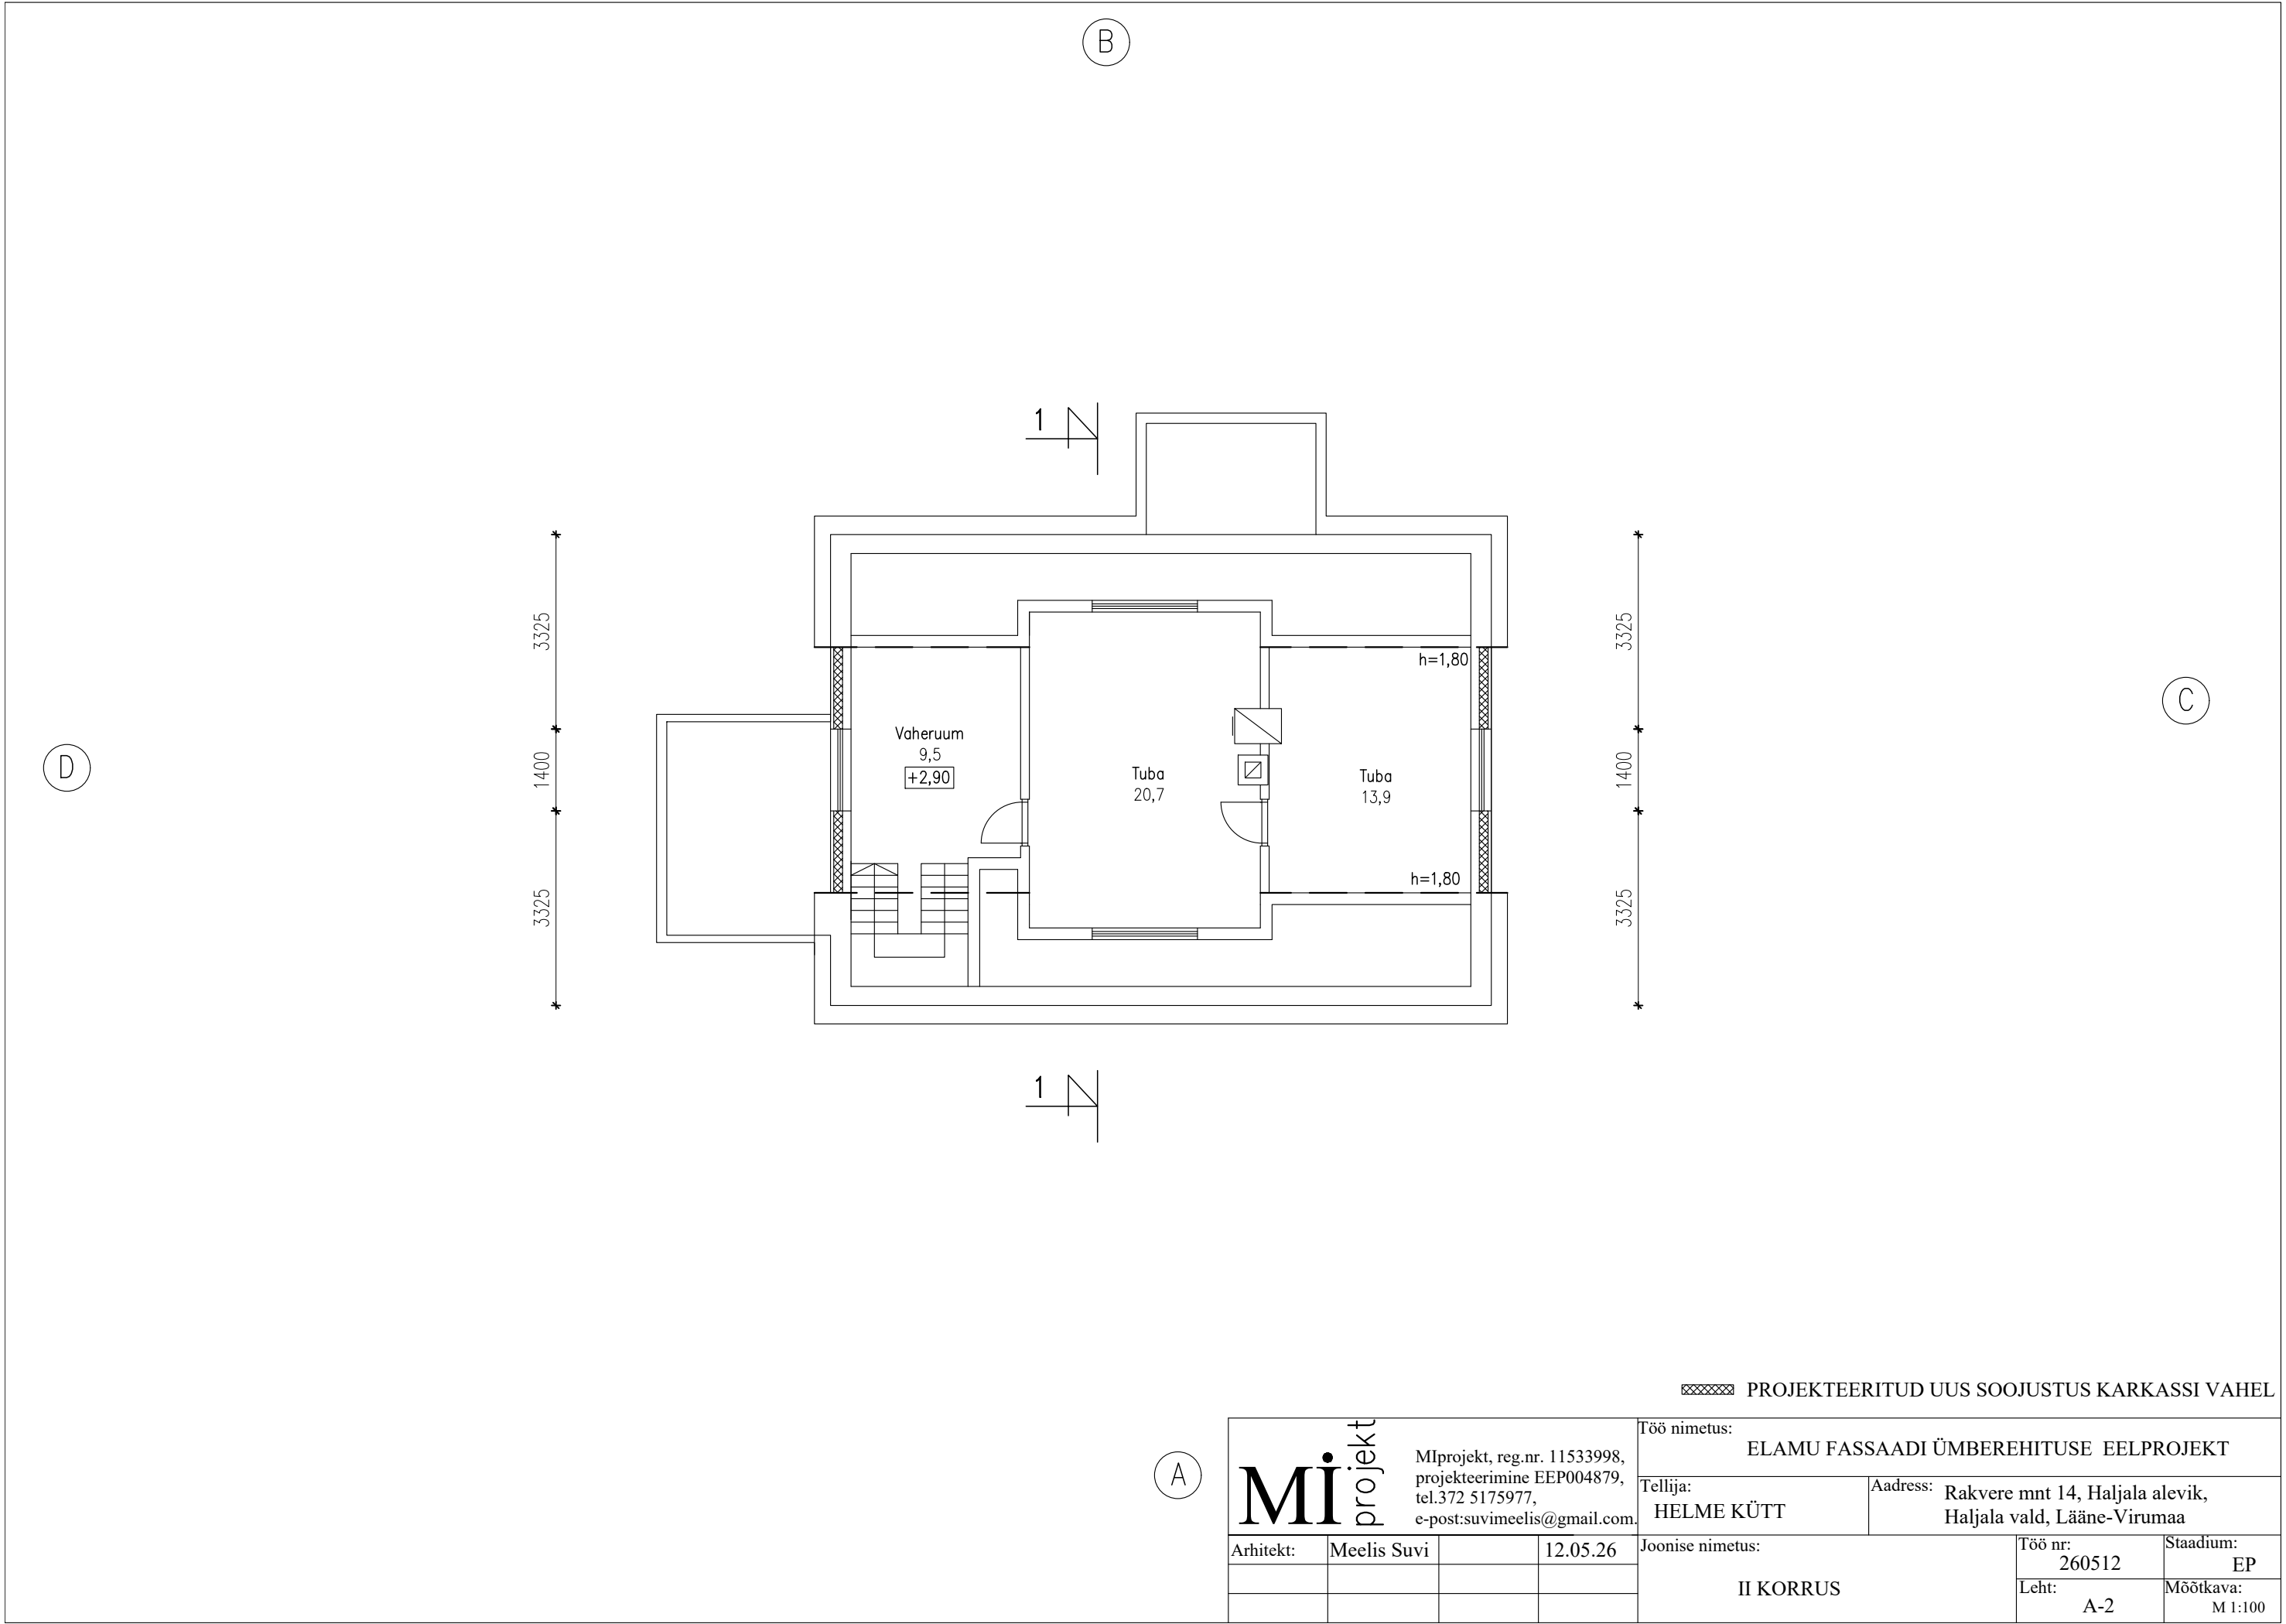 B
1
3325
3325
h=1,80
C
Vaheruum
9,5
+2,90
D
1400
Tuba
20,7
Tuba
13,9
1400
h=1,80
3325
3325
1
PROJEKTEERITUD UUS SOOJUSTUS KARKASSI VAHEL
A
Mi projekt
MIprojekt, reg.nr. 11533998,
projekteerimine EEP004879,
tel.372 5175977,
e-post:suvimeelis@gmail.com.
Töö nimetus:
ELAMU FASSAADI ÜMBEREHITUSE EELPROJEKT
Tellija:
HELME KÜTT
Aadress: Rakvere mnt 14, Haljala alevik,
Haljala vald, Lääne-Virumaa
Arhitekt: Meelis Suvi 12.05.26
Joonise nimetus:
II KORRUS
Töö nr:
260512
Staadium:
EP
Leht:
A-2
Mõõtkava:
M 1:100